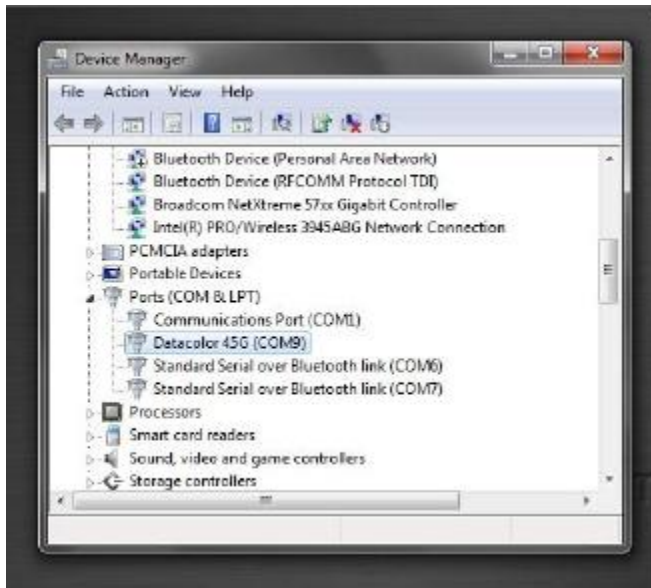 Device Manager
File Action View Help
Bluetooth Device (Personal Area Network)
Bluetooth Device (RFCOMM Protocol TDI)
Broadcom NetXtreme 57xx Gigabit Controller
Intel(R) PRO/Wireless 3945ABG Network Connection
PCMCIA adapters
Portable Devices
Ports (COM & LPT)
Communications Port (COM1)
Datacolor 45G (COM9)
Standard Serial over Bluetooth link (COM6)
Standard Serial over Bluetooth link (COM7)
Processors
Smart card readers
Sound, video and game controllers
Storage controllers